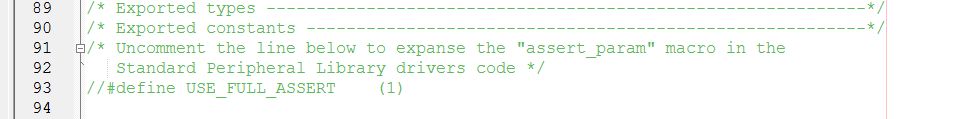 89 /* Exported types ------------------------------------------------------------*/
90 /* Exported constants --------------------------------------------------------*/
91 /* Uncomment the line below to expanse the "assert_param" macro in the
92 Standard Peripheral Library drivers code */
93 //#define USE_FULL_ASSERT    (1)
94